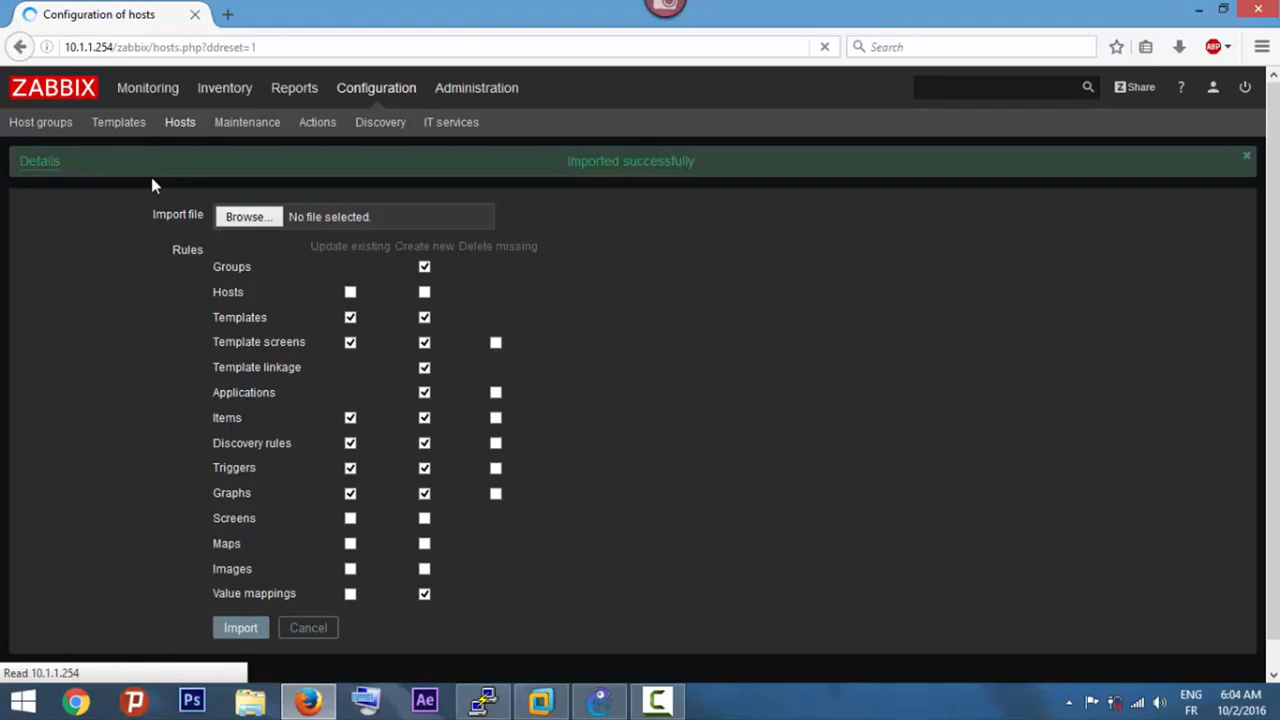 Configuration of hosts
10.1.1.254/zabbix/hosts.php?ddreset=1
Search
ABP
ZABBIX
Monitoring Inventory Reports Configuration Administration
Z Share ?
Host groups Templates Hosts Maintenance Actions Discovery IT services
Details Imported successfully
Import file Browse... No file selected.
Rules Update existing Create new Delete missing
Groups
Hosts
Templates
Template screens
Template linkage
Applications
Items
Discovery rules
Triggers
Graphs
Screens
Maps
Images
Value mappings
Import Cancel
Read 10.1.1.254
Ps Ae C
ENG 6:04 AM
FR 10/2/2016